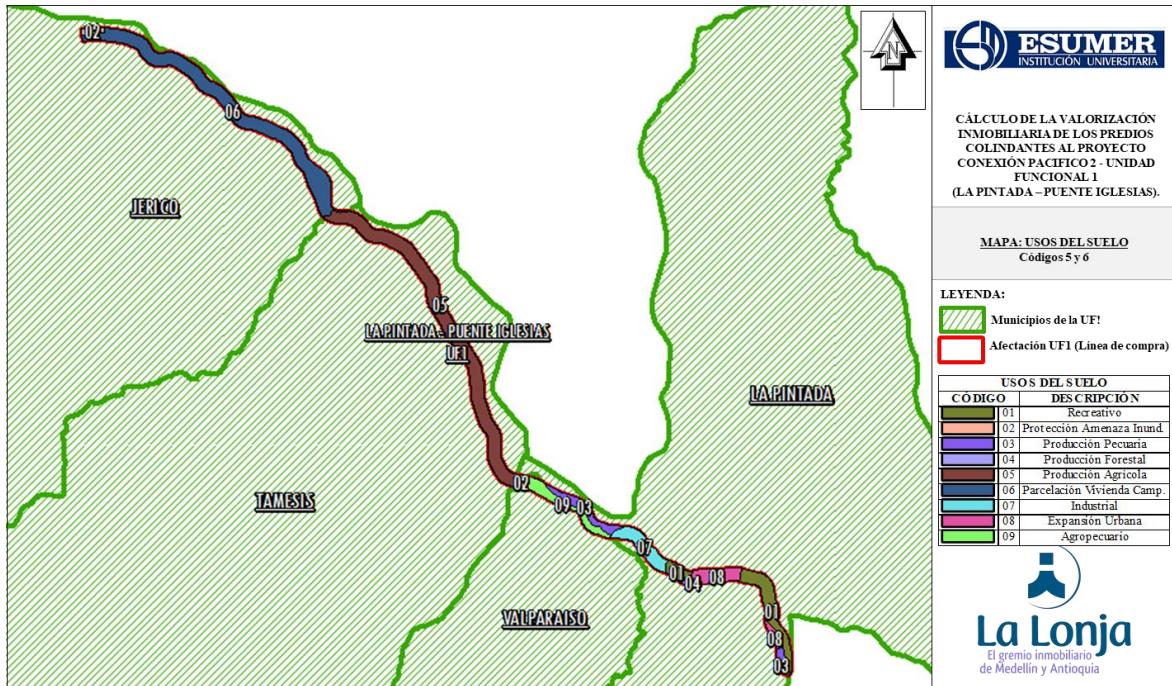 02
06
JERICO
05
LA PINTADA - PUENTE IGLESIAS
UF1
LA PINTADA
TAMESIS
02
09
03
07
01
04
08
VALPARAISO
01
08
03
N
ESUMER
INSTITUCIÓN UNIVERSITARIA
CÁLCULO DE LA VALORIZACIÓN
INMOBILIARIA DE LOS PREDIOS
COLINDANTES AL PROYECTO
CONEXIÓN PACIFICO 2 - UNIDAD
FUNCIONAL 1
(LA PINTADA – PUENTE IGLESIAS).
MAPA: USOS DEL SUELO
Códigos 5 y 6
LEYENDA:
Municipios de la UF!
Afectación UF1 (Línea de compra)
USOS DEL SUELO
CÓDIGO DESCRIPCIÓN
01 Recreativo
02 Protección Amenaza Inund.
03 Producción Pecuaria
04 Producción Forestal
05 Producción Agrícola
06 Parcelación Vivienda Camp.
07 Industrial
08 Expansión Urbana
09 Agropecuario
La Lonja
El gremio inmobiliario
de Medellín y Antioquia